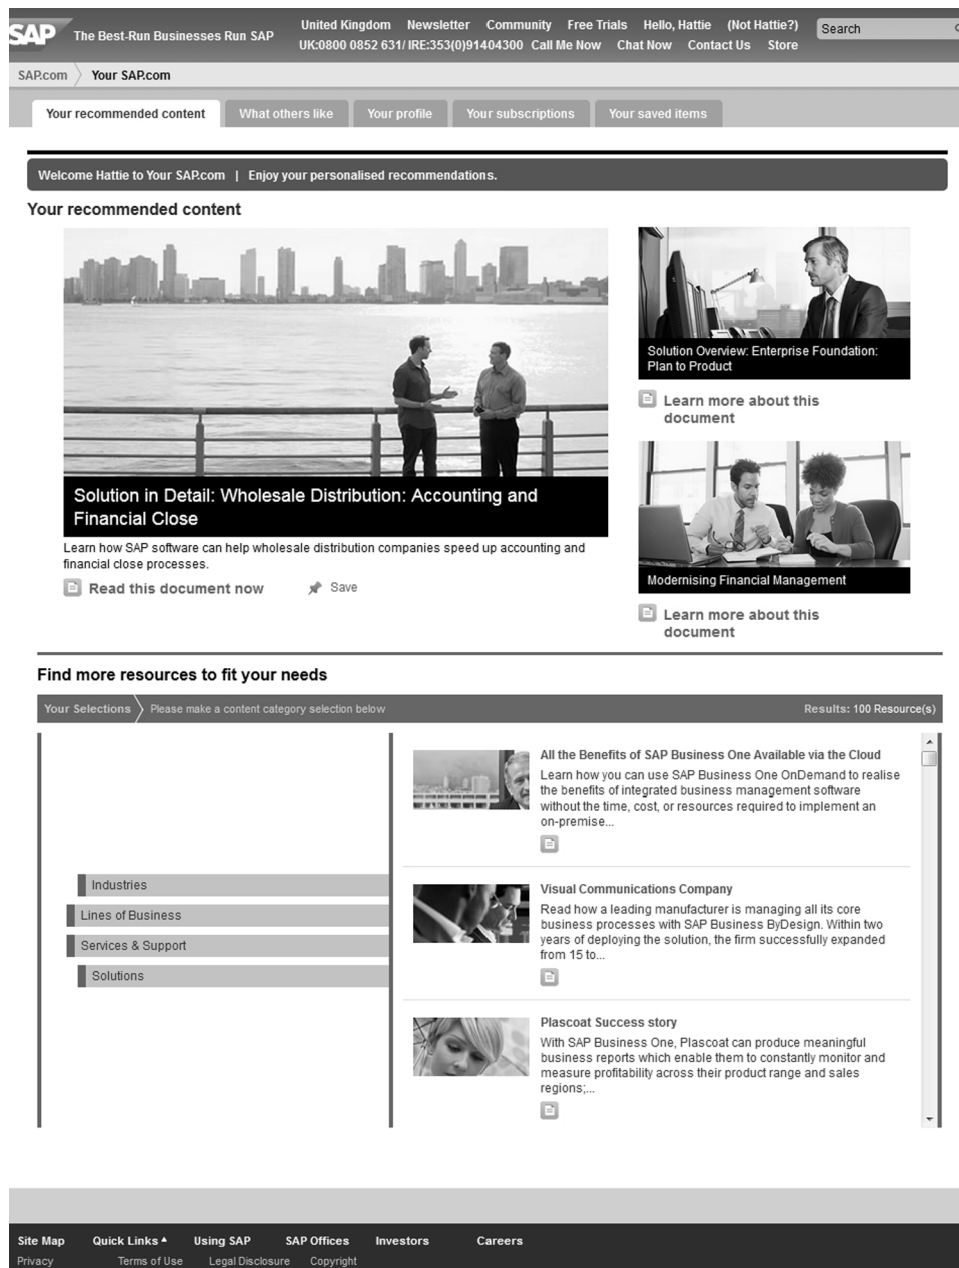 United Kingdom Newsletter Community Free Trials Hello, Hattie (Not Hattie?)
SAP The Best-Run Businesses Run SAP
Search
UK:0800 0852 631/ IRE:353(0)91404300 Call Me Now Chat Now Contact Us Store
SAP.com Your SAP.com
Your recommended content What others like Your profile Your subscriptions Your saved items
Welcome Hattie to Your SAP.com | Enjoy your personalised recommendations.
Your recommended content
Solution in Detail: Wholesale Distribution: Accounting and
Financial Close
Learn how SAP software can help wholesale distribution companies speed up accounting and
financial close processes.
Read this document now Save
Solution Overview: Enterprise Foundation:
Plan to Product
Learn more about this
document
Modernising Financial Management
Learn more about this
document
Find more resources to fit your needs
Your Selections Please make a content category selection below Results: 100 Resource(s)
Industries
Lines of Business
Services & Support
Solutions
All the Benefits of SAP Business One Available via the Cloud
Learn how you can use SAP Business One OnDemand to realise
the benefits of integrated business management software
without the time, cost, or resources required to implement an
on-premise...
Visual Communications Company
Read how a leading manufacturer is managing all its core
business processes with SAP Business ByDesign. Within two
years of deploying the solution, the firm successfully expanded
from 15 to...
Plascoat Success story
With SAP Business One, Plascoat can produce meaningful
business reports which enable them to constantly monitor and
measure profitability across their product range and sales
regions;...
Site Map Quick Links Using SAP SAP Offices Investors Careers
Privacy Terms of Use Legal Disclosure Copyright